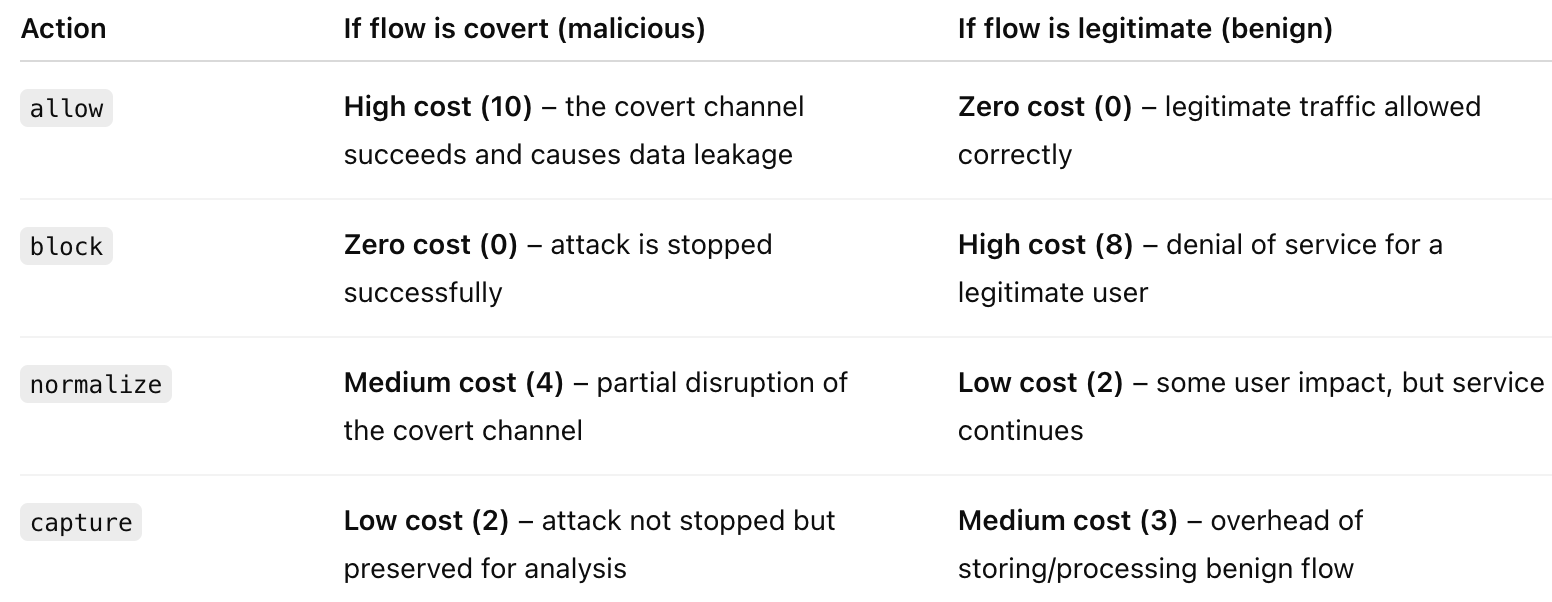 Action If flow is covert (malicious) If flow is legitimate (benign)
allow High cost (10) – the covert channel Zero cost (0) – legitimate traffic allowed
succeeds and causes data leakage correctly
block Zero cost (0) – attack is stopped High cost (8) – denial of service for a
successfully legitimate user
normalize Medium cost (4) – partial disruption of Low cost (2) – some user impact, but service
the covert channel continues
capture Low cost (2) – attack not stopped but Medium cost (3) – overhead of
preserved for analysis storing/processing benign flow